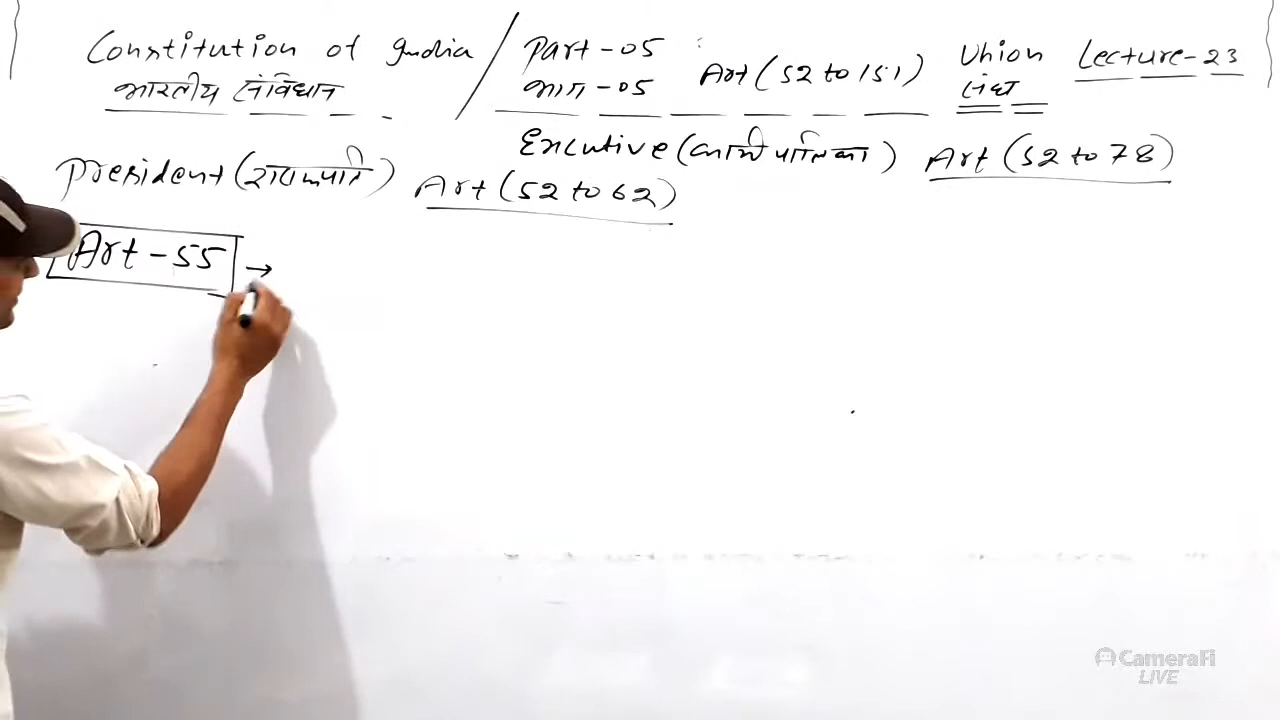 Constitution of India / Part-05 Art (52 to 151) Union Lecture-23
भारतीय संविधान / भाग-05 संघ
Executive (कार्यपालिका) Art (52 to 78)
President (राष्ट्रपति) Art (52 to 62)
Art-55 →
CameraFi
LIVE